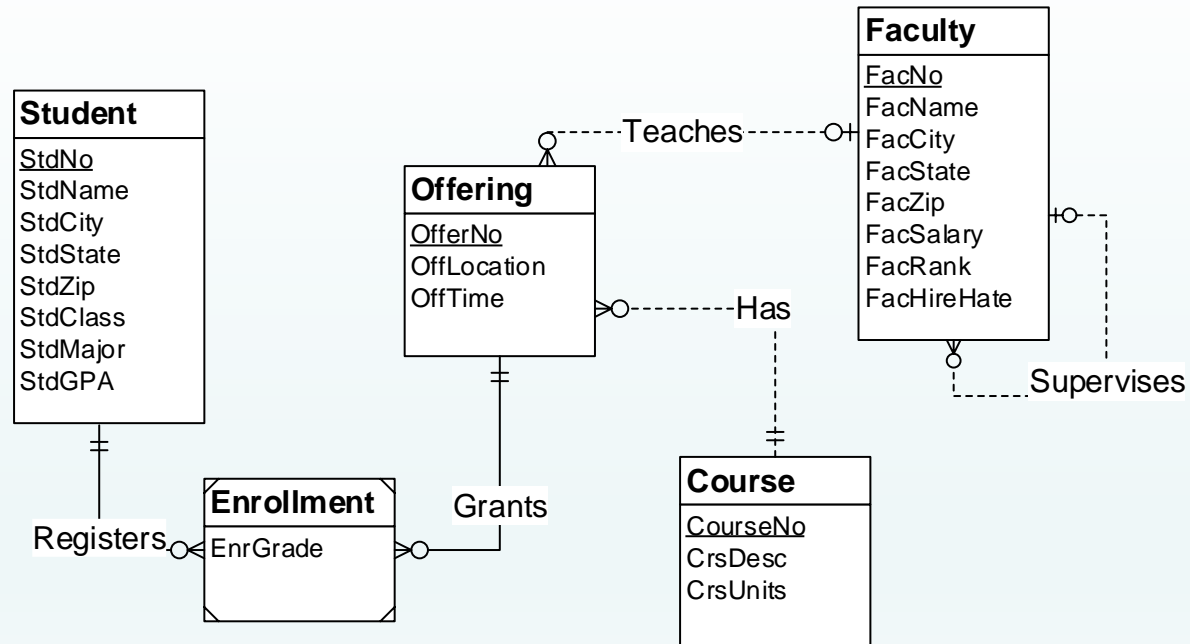 Student
StdNo
StdName
StdCity
StdState
StdZip
StdClass
StdMajor
StdGPA
Registers
Enrollment
EnrGrade
Grants
Offering
OfferNo
OffLocation
OffTime
Teaches
Has
Course
CourseNo
CrsDesc
CrsUnits
Faculty
FacNo
FacName
FacCity
FacState
FacZip
FacSalary
FacRank
FacHireHate
Supervises